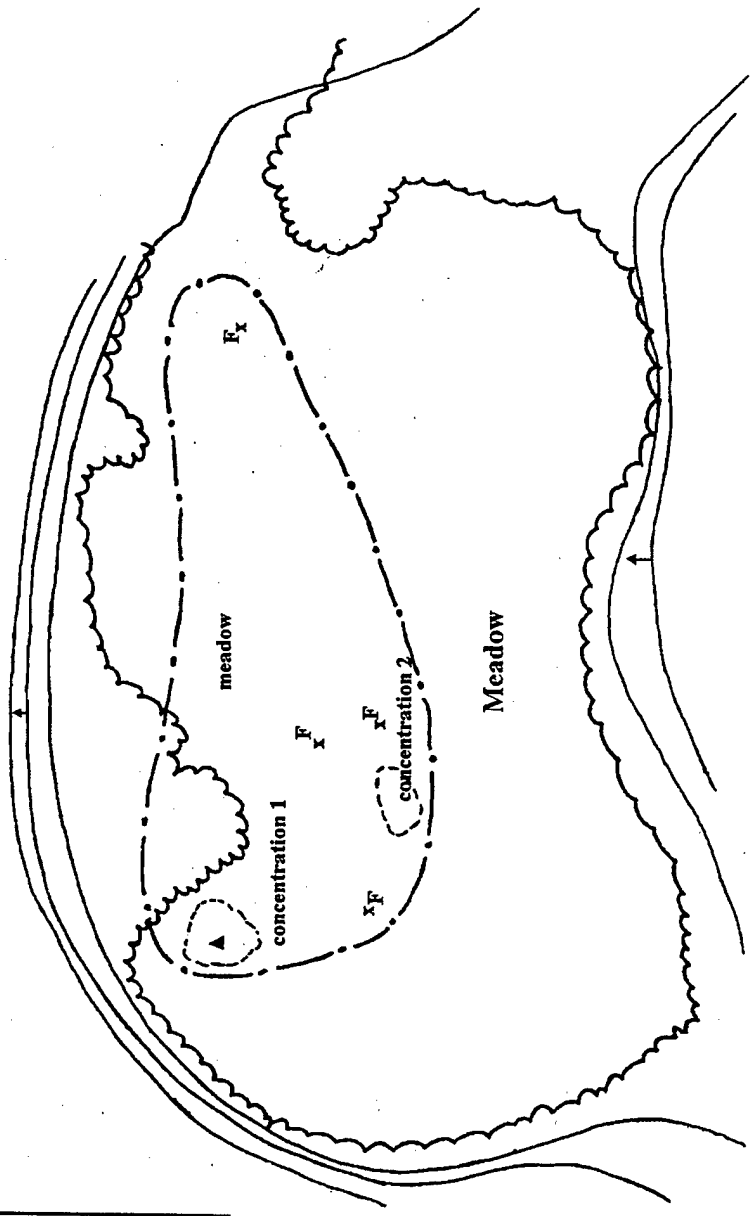 F x
meadow
x F
x F
concentration 2
Meadow
concentration 1
x F